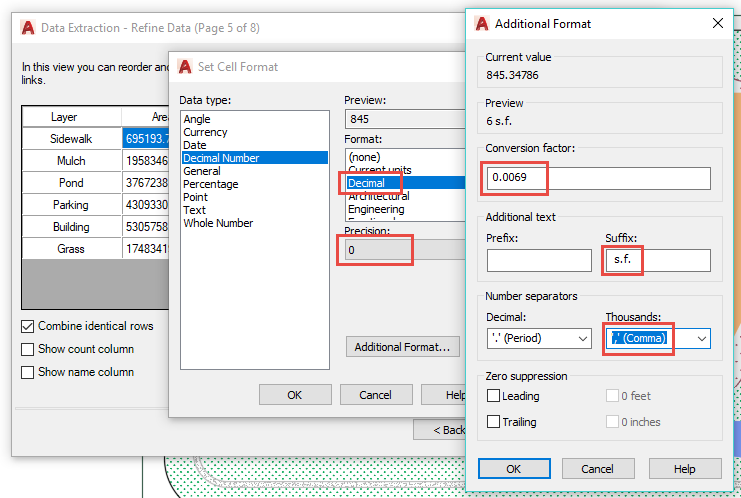 Data Extraction - Refine Data (Page 5 of 8)
In this view you can reorder and
links.
Layer
Area
Sidewalk 695193.7
Mulch 1958346
Pond 3767238
Parking 4309330
Building 5305758
Grass 1748341
Combine identical rows
Show count column
Show name column
< Back
Set Cell Format
Data type:
Angle
Currency
Date
Decimal Number
General
Percentage
Point
Text
Whole Number
Preview:
845
Format:
(none)
Current units
Decimal
Architectural
Engineering
Precision:
0
Additional Format...
OK
Cancel
Help
Additional Format
Current value
845.34786
Preview
6 s.f.
Conversion factor:
0.0069
Additional text
Prefix:
Suffix:
s.f.
Number separators
Decimal:
Thousands:
'.' (Period)
',' (Comma)
Zero suppression
Leading
0 feet
Trailing
0 inches
OK
Cancel
Help